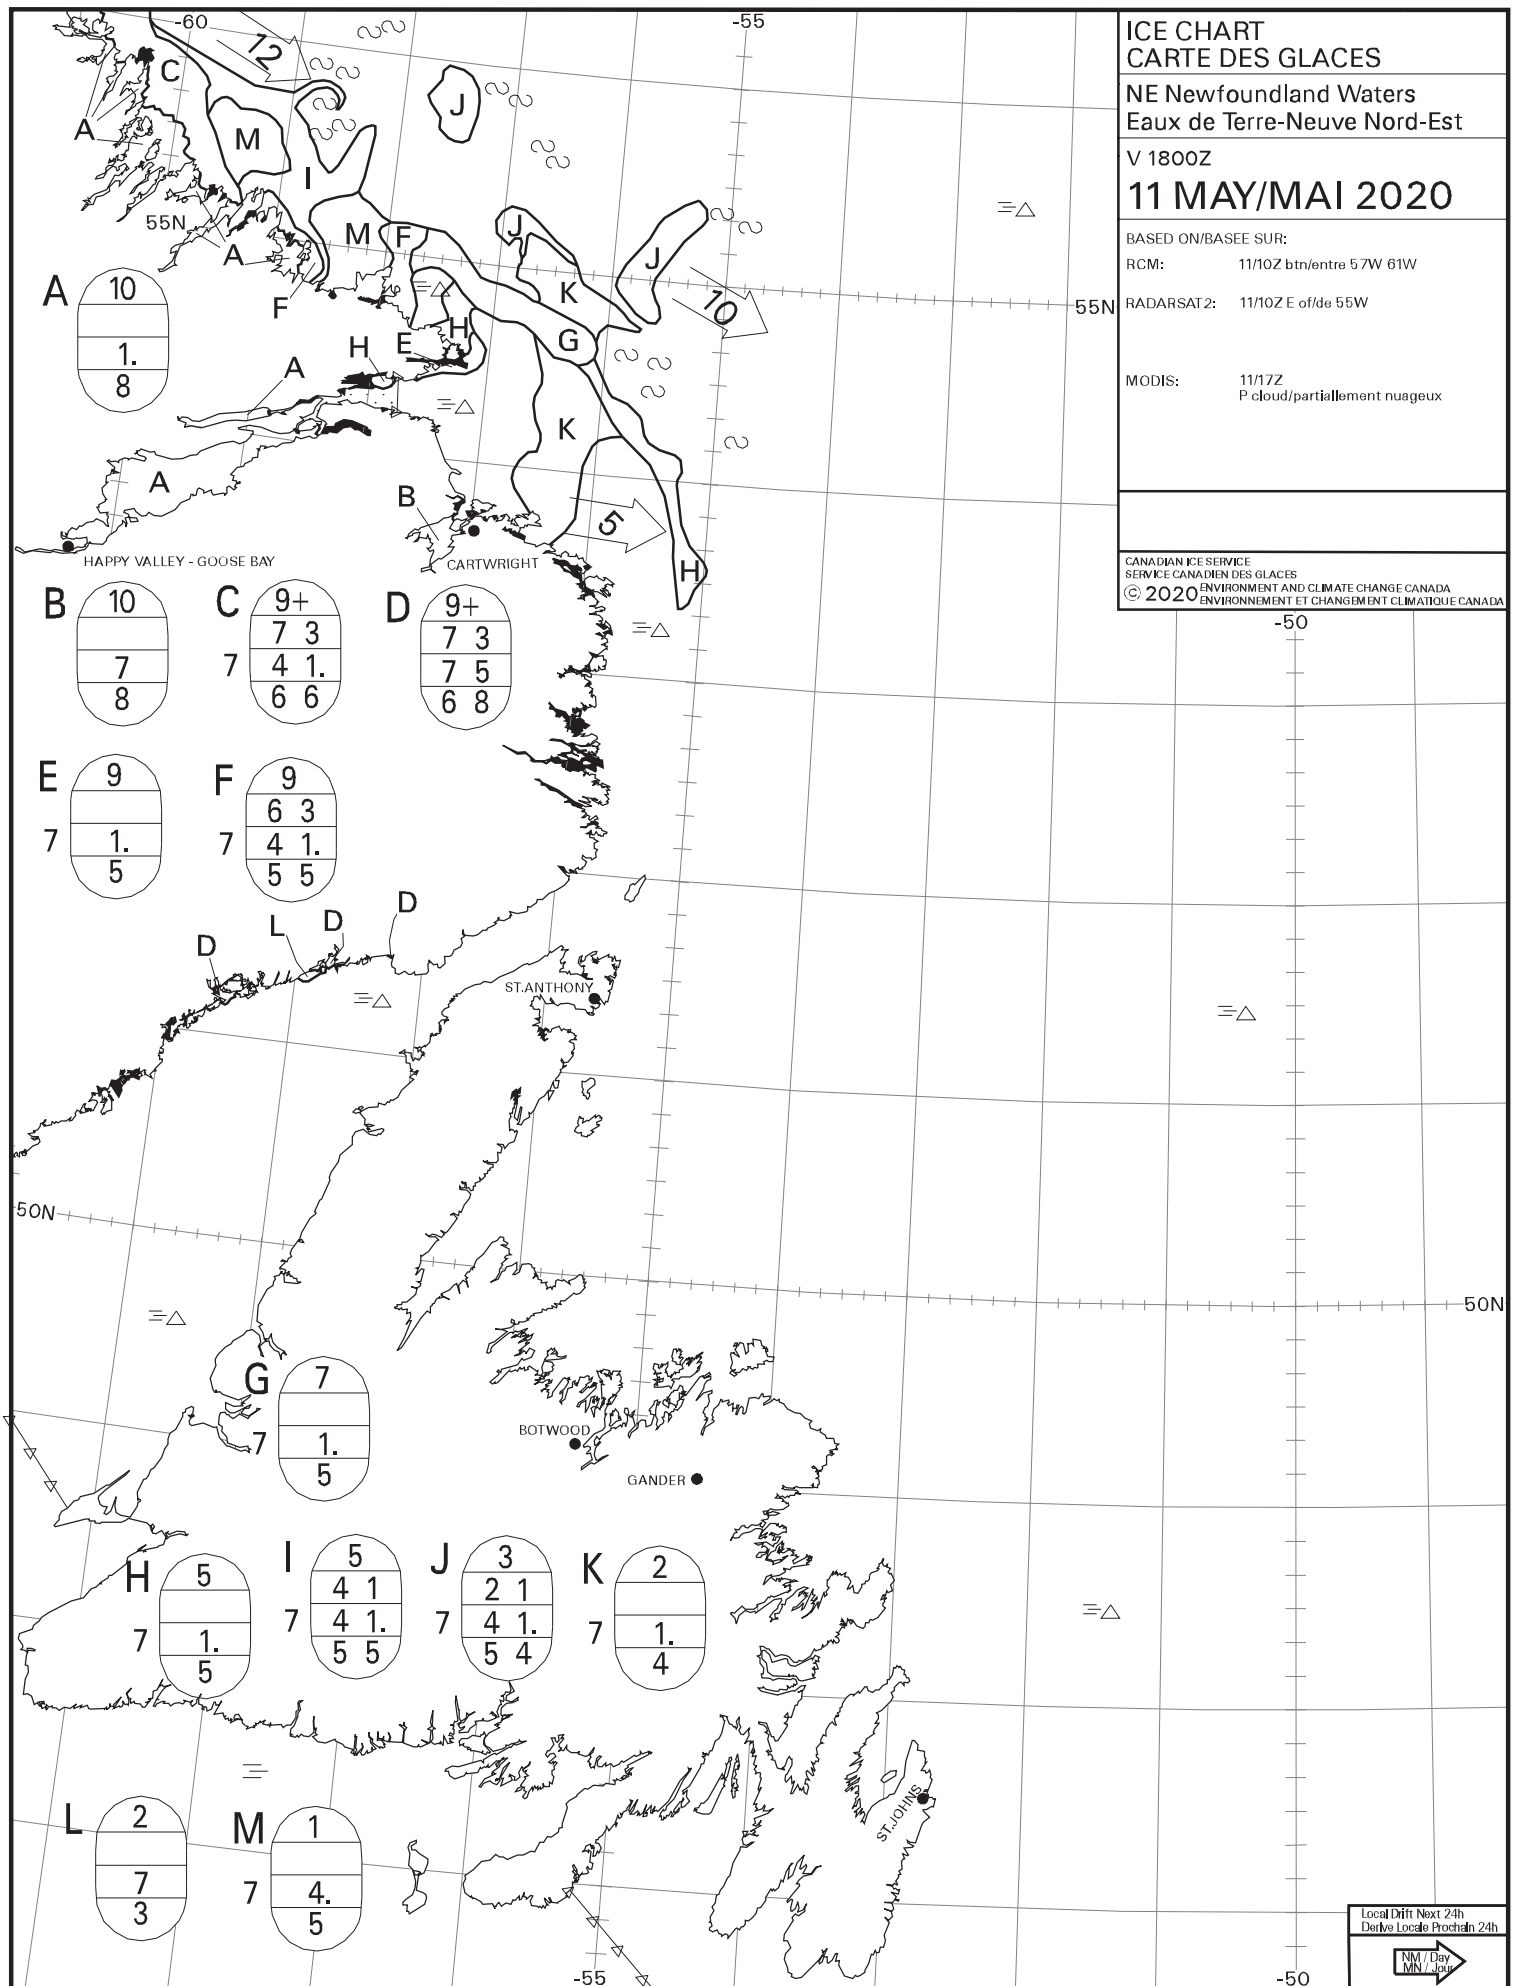 ICE CHART
CARTE DES GLACES
NE Newfoundland Waters
Eaux de Terre-Neuve Nord-Est
V 1800Z
11 MAY/MAI 2020
BASED ON/BASEE SUR:
RCM: 11/10Z btn/entre 57W 61W
RADARSAT2: 11/10Z E of/de 55W
MODIS: 11/17Z
P cloud/partiallement nuageux
CANADIAN ICE SERVICE
SERVICE CANADIEN DES GLACES
© 2020 ENVIRONMENT AND CLIMATE CHANGE CANADA
ENVIRONNEMENT ET CHANGEMENT CLIMATIQUE CANADA
-60
-55
12
C
J
A
M
I
55N
M
F
J
J
A
F
K
10
55N
H
G
H
E
A
K
A
B
5
H
HAPPY VALLEY - GOOSE BAY
CARTWRIGHT
-50
A
10
1.
8
B
10
7
8
C
9+
7 3
7 4 1.
6 6
D
9+
7 3
7 5
6 8
E
9
7 1.
5
F
9
6 3
7 4 1.
5 5
D
L
D
D
ST.ANTHONY
50N
50N
G
7
7 1.
5
BOTWOOD
GANDER
H
5
7 1.
5
I
5
4 1
7 4 1.
5 5
J
3
2 1
7 4 1.
5 4
K
2
7 1.
4
ST.JOHNS
L
2
7
3
M
1
7 4.
5
-55
-50
Local Drift Next 24h
Derive Locale Prochain 24h
NM / Day
MN / Jour